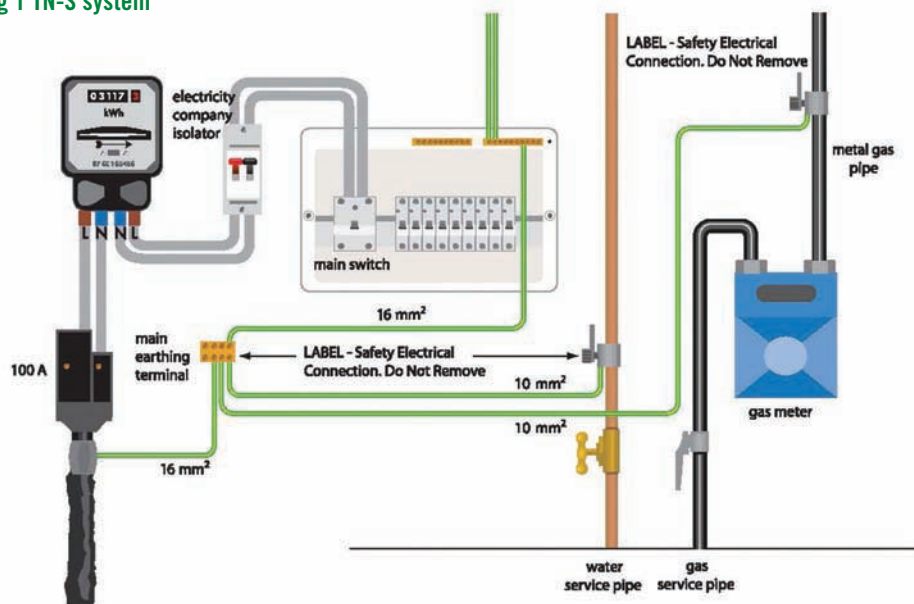 g 1 TN-S system
LABEL - Safety Electrical
Connection. Do Not Remove
03117 3
kWh
electricity
company
isolator
metal gas
pipe
L N N L
main switch
16 mm²
main
earthing
terminal
LABEL - Safety Electrical
Connection. Do Not Remove
100 A
10 mm²
gas meter
10 mm²
16 mm²
water
service pipe
gas
service pipe